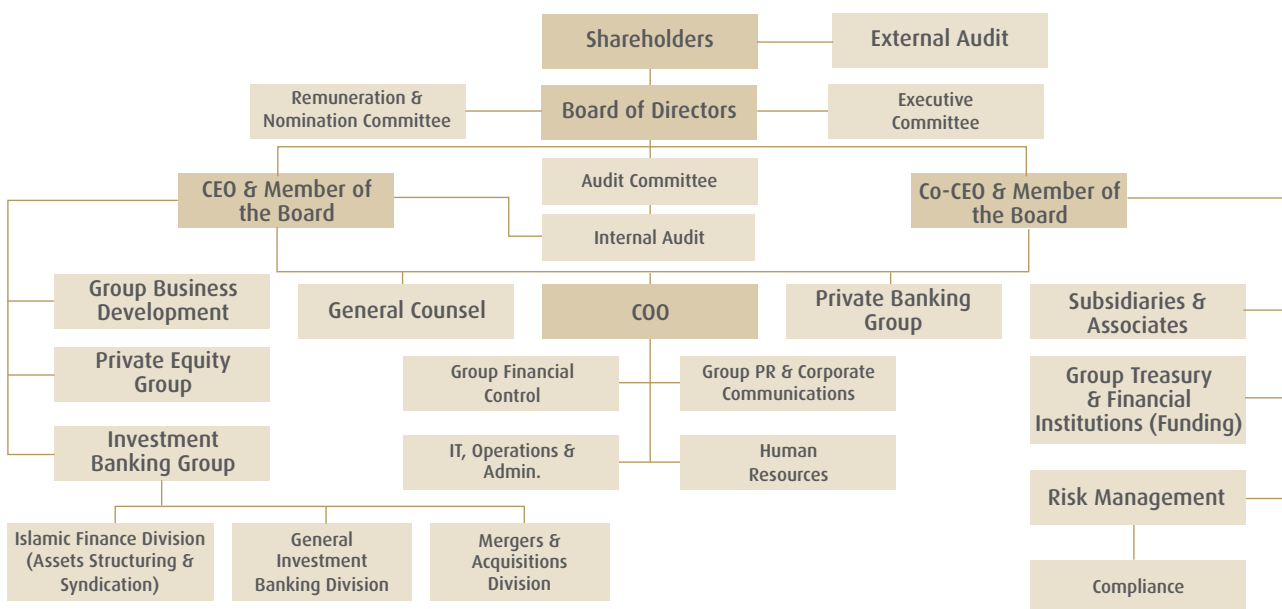 Shareholders
External Audit
Remuneration &
Nomination Committee
Board of Directors
Executive
Committee
CEO & Member of
the Board
Audit Committee
Co-CEO & Member of
the Board
Internal Audit
Group Business
Development
General Counsel
COO
Private Banking
Group
Subsidiaries &
Associates
Private Equity
Group
Group Financial
Control
Group PR & Corporate
Communications
Group Treasury
& Financial
Institutions (Funding)
Investment
Banking Group
IT, Operations &
Admin.
Human
Resources
Risk Management
Islamic Finance Division
(Assets Structuring &
Syndication)
General
Investment
Banking Division
Mergers &
Acquisitions
Division
Compliance